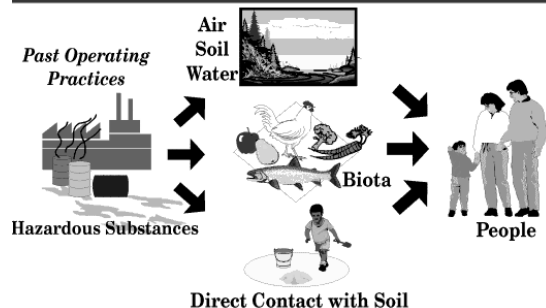 Past Operating
Practices
Hazardous Substances
Air
Soil
Water
Biota
Direct Contact with Soil
People